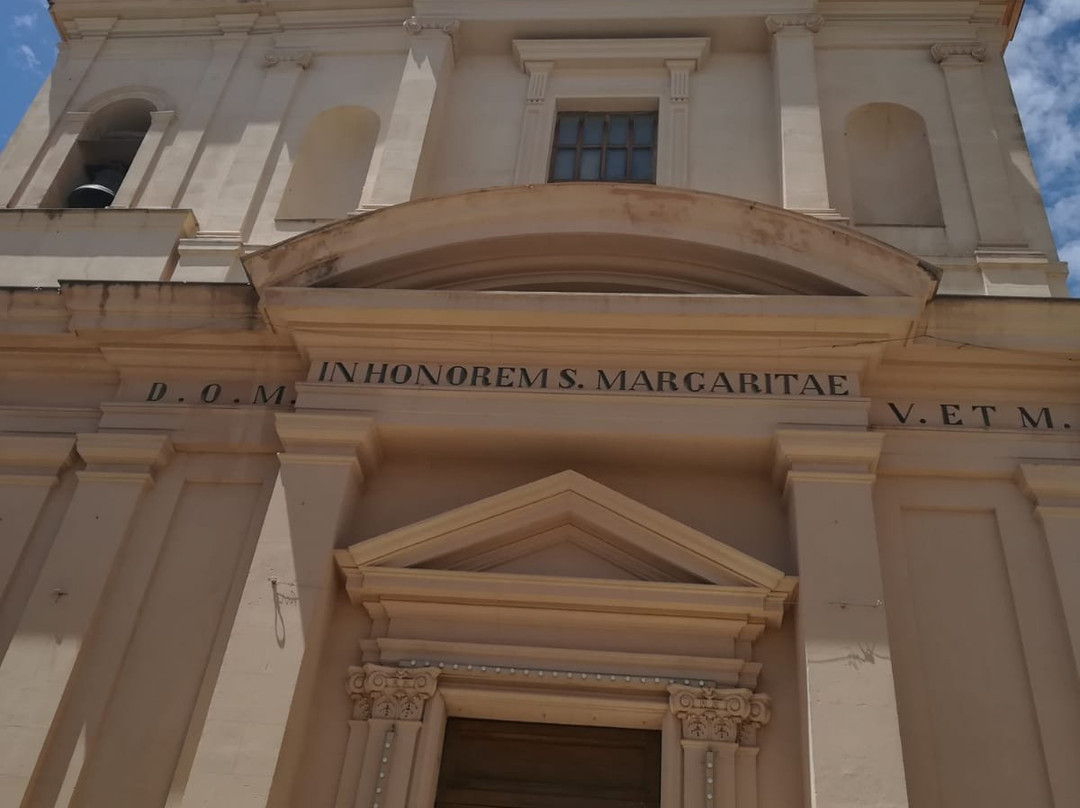 D. O. M. IN HONOREM S. MARGARITAE V. ET M.